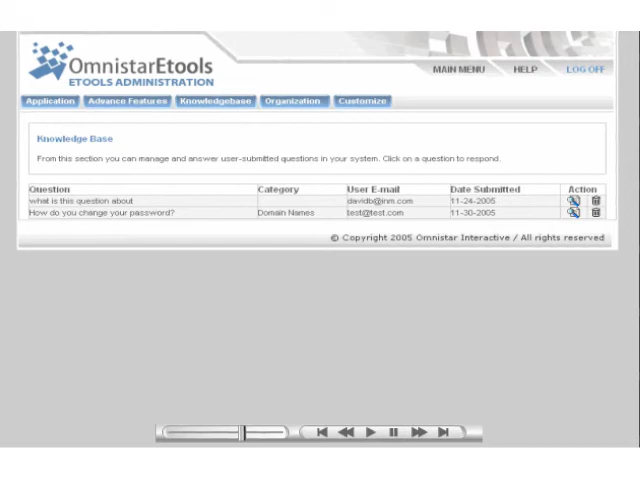 OmnistarEtools
ETOOLS ADMINISTRATION
MAIN MENU HELP LOG OFF
Application Advance Features Knowledgebase Organization Customize
Knowledge Base
From this section you can manage and answer user-submitted questions in your system. Click on a question to respond.
Question Category User E-mail Date Submitted Action
what is this question about davidb@inm.com 11-24-2005
How do you change your password? Domain Names test@test.com 11-30-2005
© Copyright 2005 Omnistar Interactive / All rights reserved